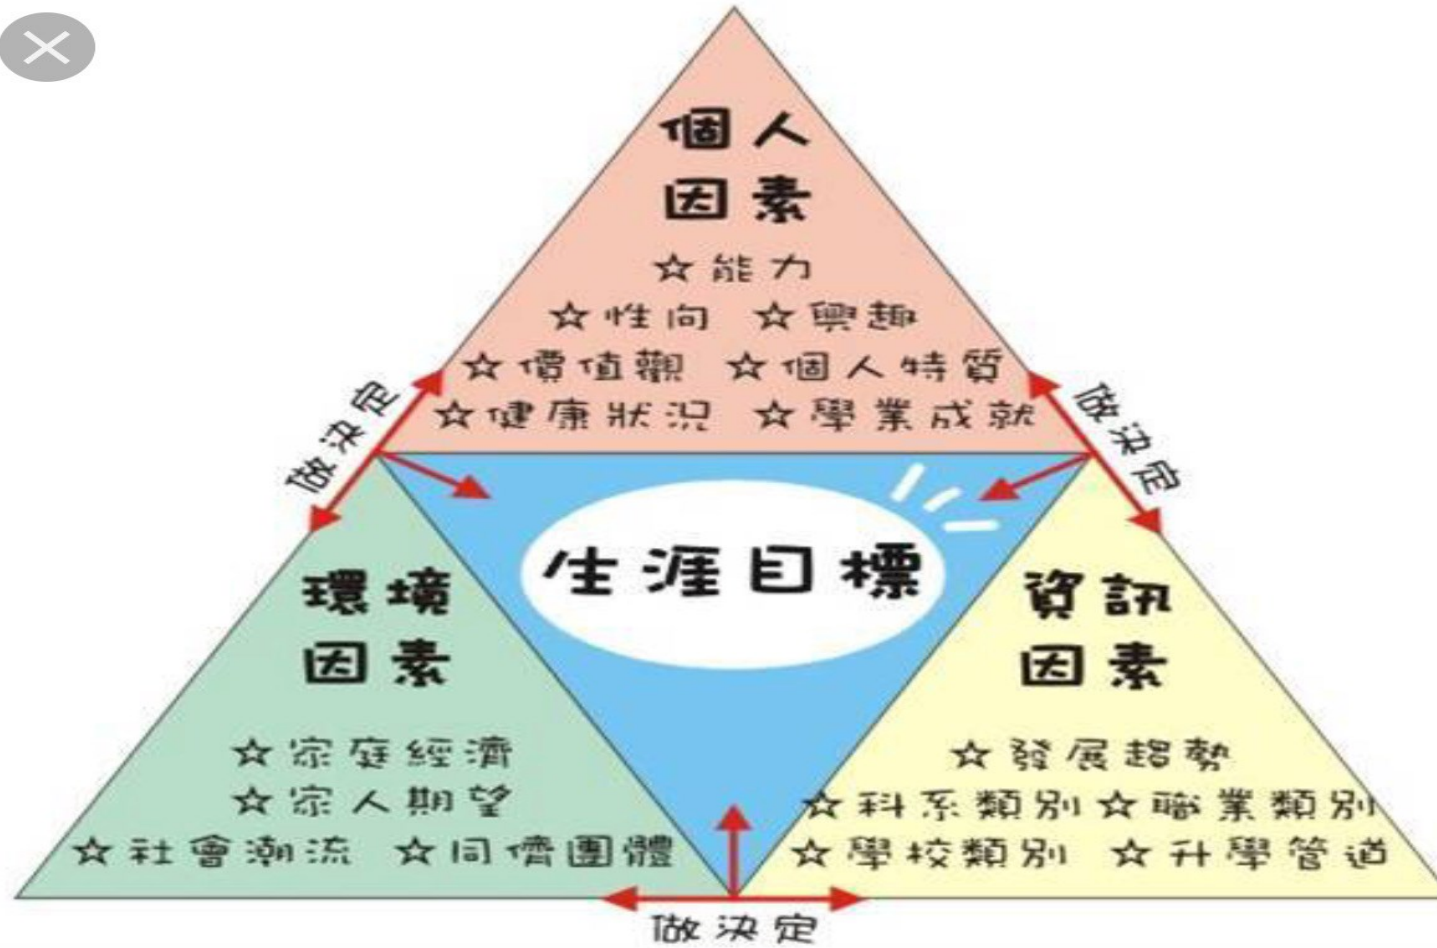 個人
因素
☆能力
☆性向 ☆興趣
☆價值觀 ☆個人特質
☆健康狀況 ☆學業成就
做決定
做決定
生涯目標
環境
因素
☆家庭經濟
☆家人期望
☆社會潮流 ☆同儕團體
資訊
因素
☆發展趨勢
☆科系類別☆職業類別
☆學校類別 ☆升學管道
做決定